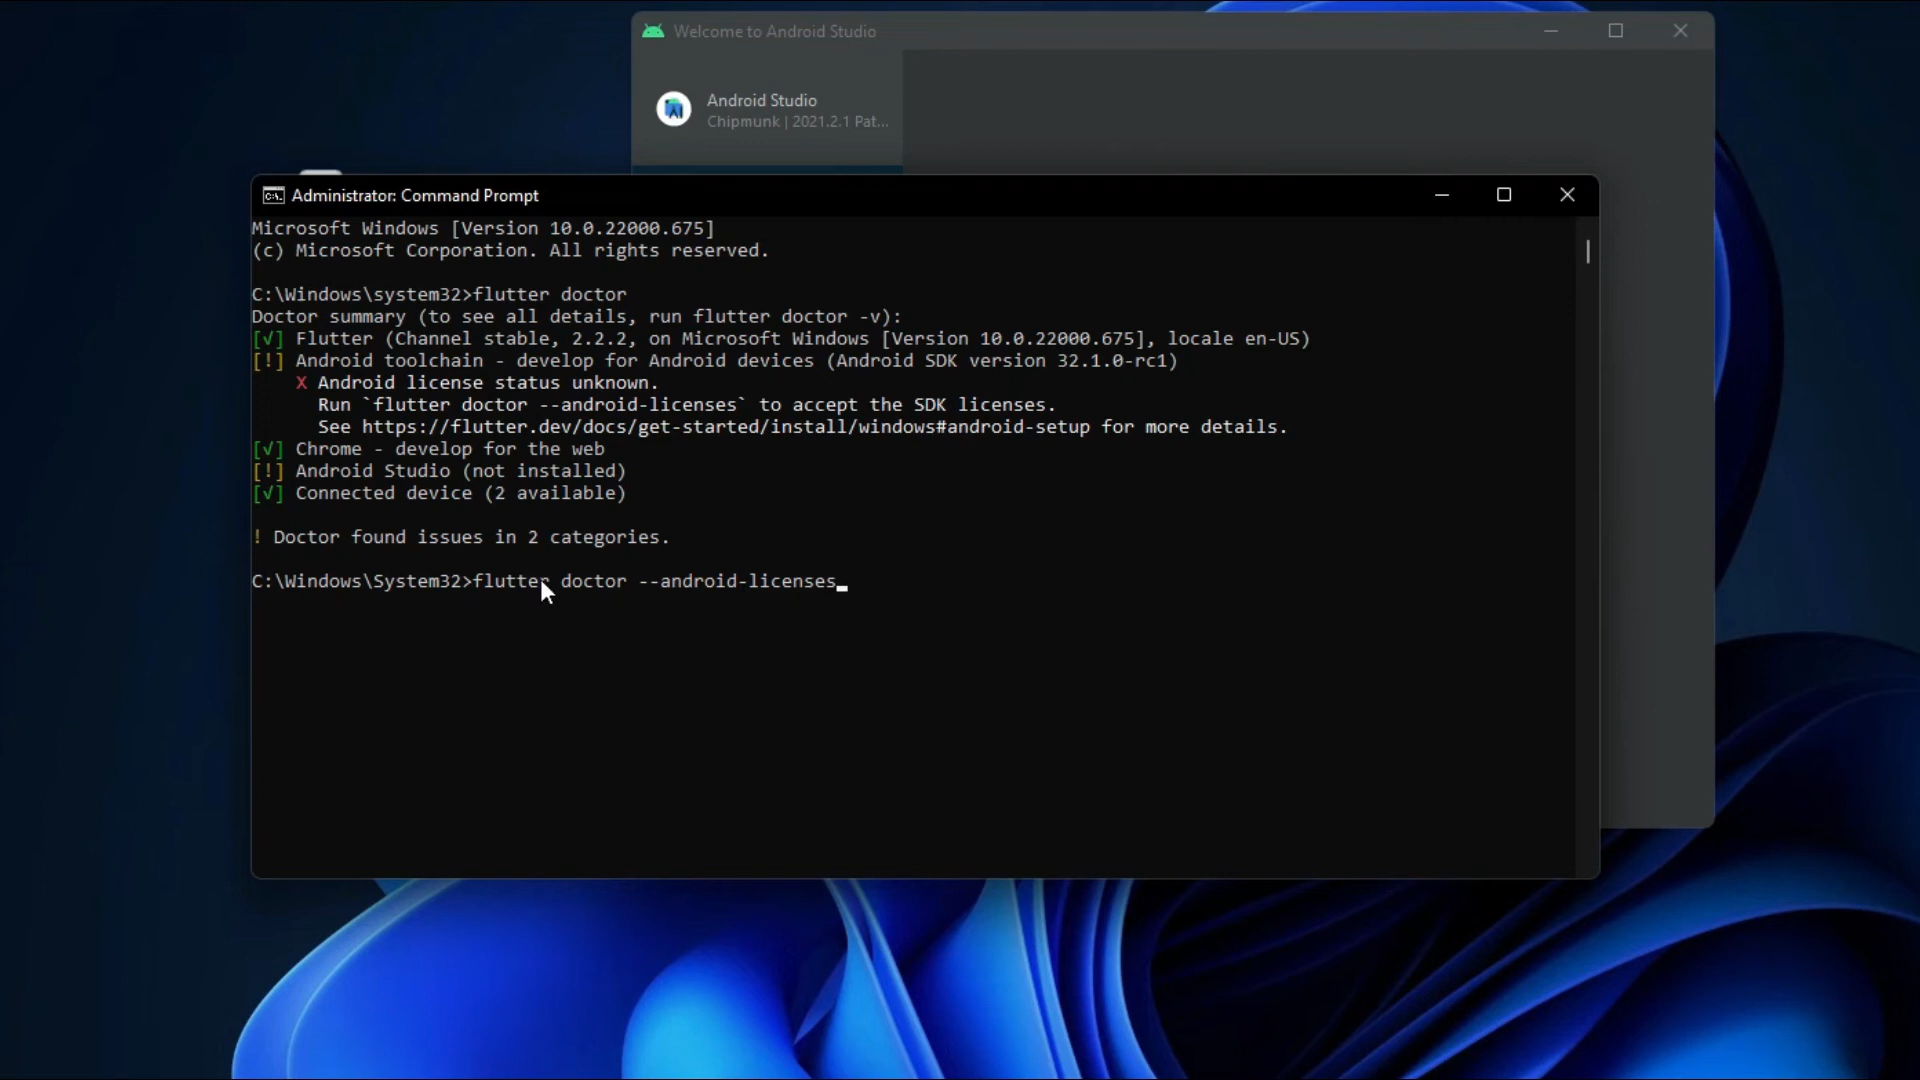 Welcome to Android Studio
Android Studio
Chipmunk | 2021.2.1 Pat...
Administrator: Command Prompt
Microsoft Windows [Version 10.0.22000.675]
(c) Microsoft Corporation. All rights reserved.
C:\Windows\system32>flutter doctor
Doctor summary (to see all details, run flutter doctor -v):
[√] Flutter (Channel stable, 2.2.2, on Microsoft Windows [Version 10.0.22000.675], locale en-US)
[!] Android toolchain - develop for Android devices (Android SDK version 32.1.0-rc1)
X Android license status unknown.
Run `flutter doctor --android-licenses` to accept the SDK licenses.
See https://flutter.dev/docs/get-started/install/windows#android-setup for more details.
[√] Chrome - develop for the web
[!] Android Studio (not installed)
[√] Connected device (2 available)
! Doctor found issues in 2 categories.
C:\Windows\System32>flutter doctor --android-licenses